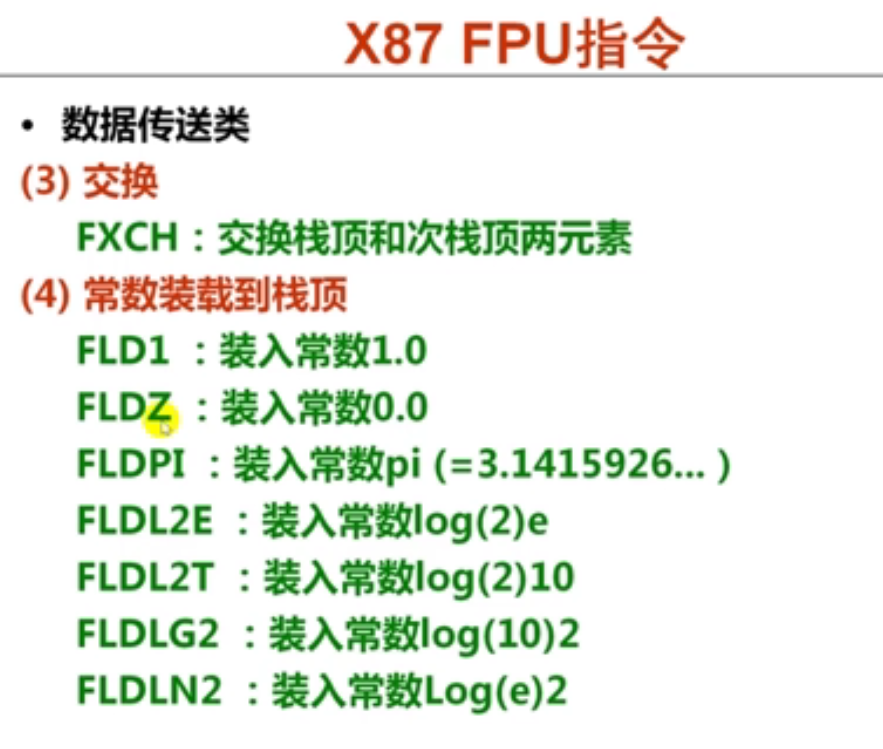 X87 FPU指令
• 数据传送类
(3) 交换
FXCH：交换栈顶和次栈顶两元素
(4) 常数装载到栈顶
FLD1 ：装入常数1.0
FLDZ ：装入常数0.0
FLDPI ：装入常数pi (=3.1415926... )
FLDL2E ：装入常数log(2)e
FLDL2T ：装入常数log(2)10
FLDLG2 ：装入常数log(10)2
FLDLN2 ：装入常数Log(e)2